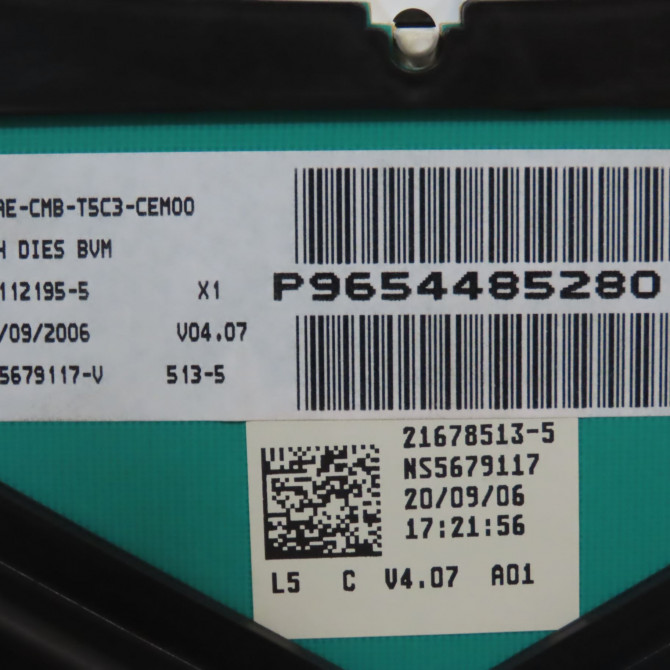 AE-CMB-T5C3-CEM00
H DIES BVM
112195-5 X1
/09/2006 V04.07
5679117-V 513-5
P9654485280
21678513-5
NS5679117
20/09/06
17:21:56
L5 C V4.07 A01